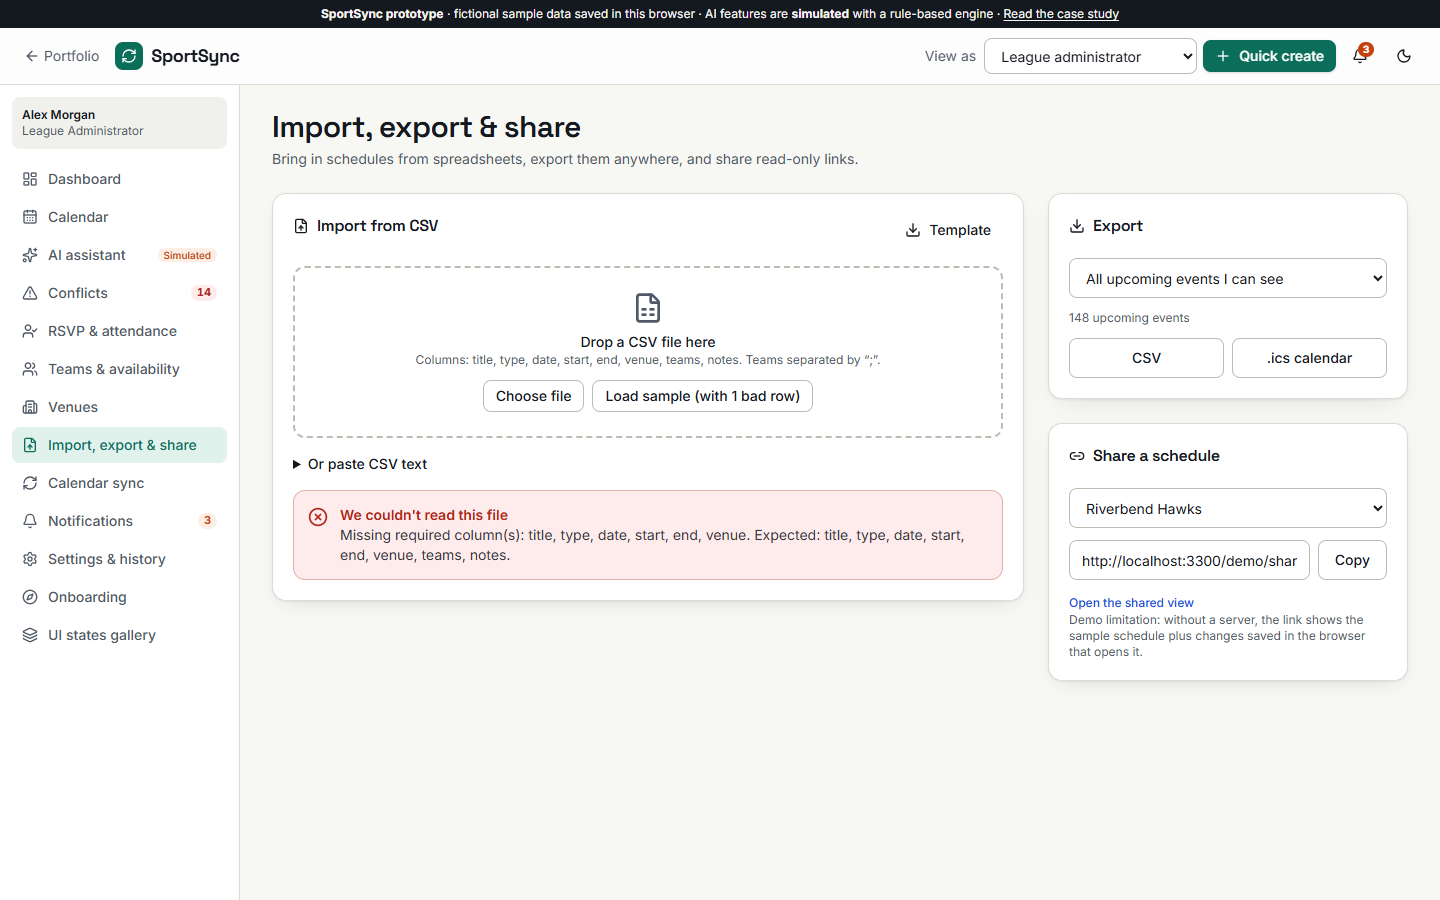 SportSync prototype · fictional sample data saved in this browser · AI features are simulated with a rule-based engine · Read the case study
Portfolio
SportSync
View as
League administrator
Quick create
3
Alex Morgan
League Administrator
Dashboard
Calendar
AI assistant
Simulated
Conflicts
14
RSVP & attendance
Teams & availability
Venues
Import, export & share
Calendar sync
Notifications
3
Settings & history
Onboarding
UI states gallery
Import, export & share
Bring in schedules from spreadsheets, export them anywhere, and share read-only links.
Import from CSV
Template
Drop a CSV file here
Columns: title, type, date, start, end, venue, teams, notes. Teams separated by “;”.
Choose file
Load sample (with 1 bad row)
Or paste CSV text
We couldn't read this file
Missing required column(s): title, type, date, start, end, venue. Expected: title, type, date, start,
end, venue, teams, notes.
Export
All upcoming events I can see
148 upcoming events
CSV
.ics calendar
Share a schedule
Riverbend Hawks
http://localhost:3300/demo/shar
Copy
Open the shared view
Demo limitation: without a server, the link shows the
sample schedule plus changes saved in the browser
that opens it.